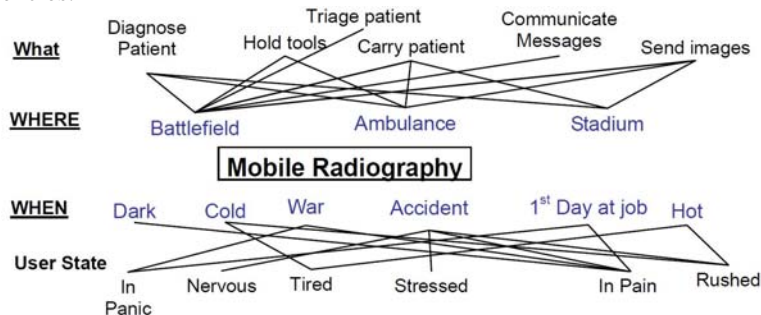 Triage patient
Diagnose
Patient
Communicate
Messages
What
Hold tools
Carry patient
Send images
WHERE
Battlefield
Ambulance
Stadium
Mobile Radiography
WHEN
Dark
Cold
War
Accident
1st Day at job
Hot
User State
In
Panic
Nervous
Tired
Stressed
In Pain
Rushed